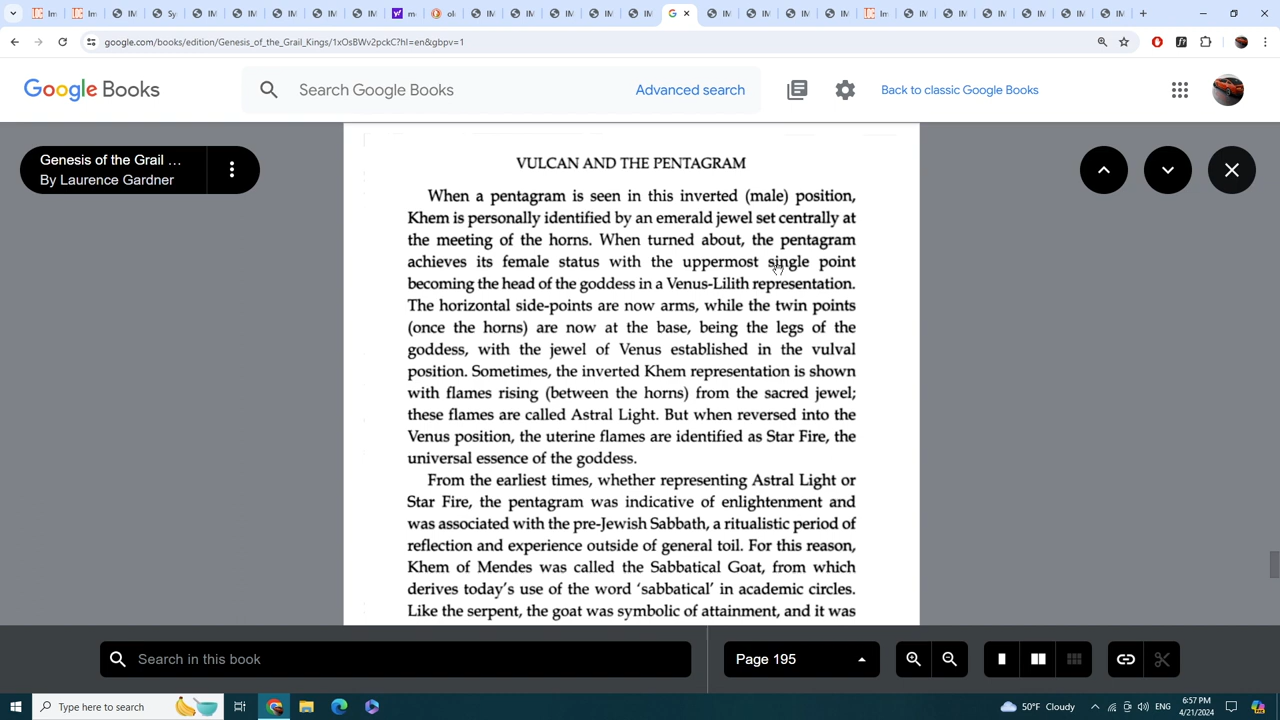 google.com/books/edition/Genesis_of_the_Grail_Kings/1xOsBWv2pckC?hl=en&gbpv=1
Google Books
Search Google Books
Advanced search
Back to classic Google Books
Genesis of the Grail ...
By Laurence Gardner
VULCAN AND THE PENTAGRAM
When a pentagram is seen in this inverted (male) position,
Khem is personally identified by an emerald jewel set centrally at
the meeting of the horns. When turned about, the pentagram
achieves its female status with the uppermost single point
becoming the head of the goddess in a Venus-Lilith representation.
The horizontal side-points are now arms, while the twin points
(once the horns) are now at the base, being the legs of the
goddess, with the jewel of Venus established in the vulval
position. Sometimes, the inverted Khem representation is shown
with flames rising (between the horns) from the sacred jewel;
these flames are called Astral Light. But when reversed into the
Venus position, the uterine flames are identified as Star Fire, the
universal essence of the goddess.
From the earliest times, whether representing Astral Light or
Star Fire, the pentagram was indicative of enlightenment and
was associated with the pre-Jewish Sabbath, a ritualistic period of
reflection and experience outside of general toil. For this reason,
Khem of Mendes was called the Sabbatical Goat, from which
derives today's use of the word 'sabbatical' in academic circles.
Like the serpent, the goat was symbolic of attainment, and it was
Search in this book
Page 195
Type here to search
50°F Cloudy
ENG
6:57 PM
4/21/2024